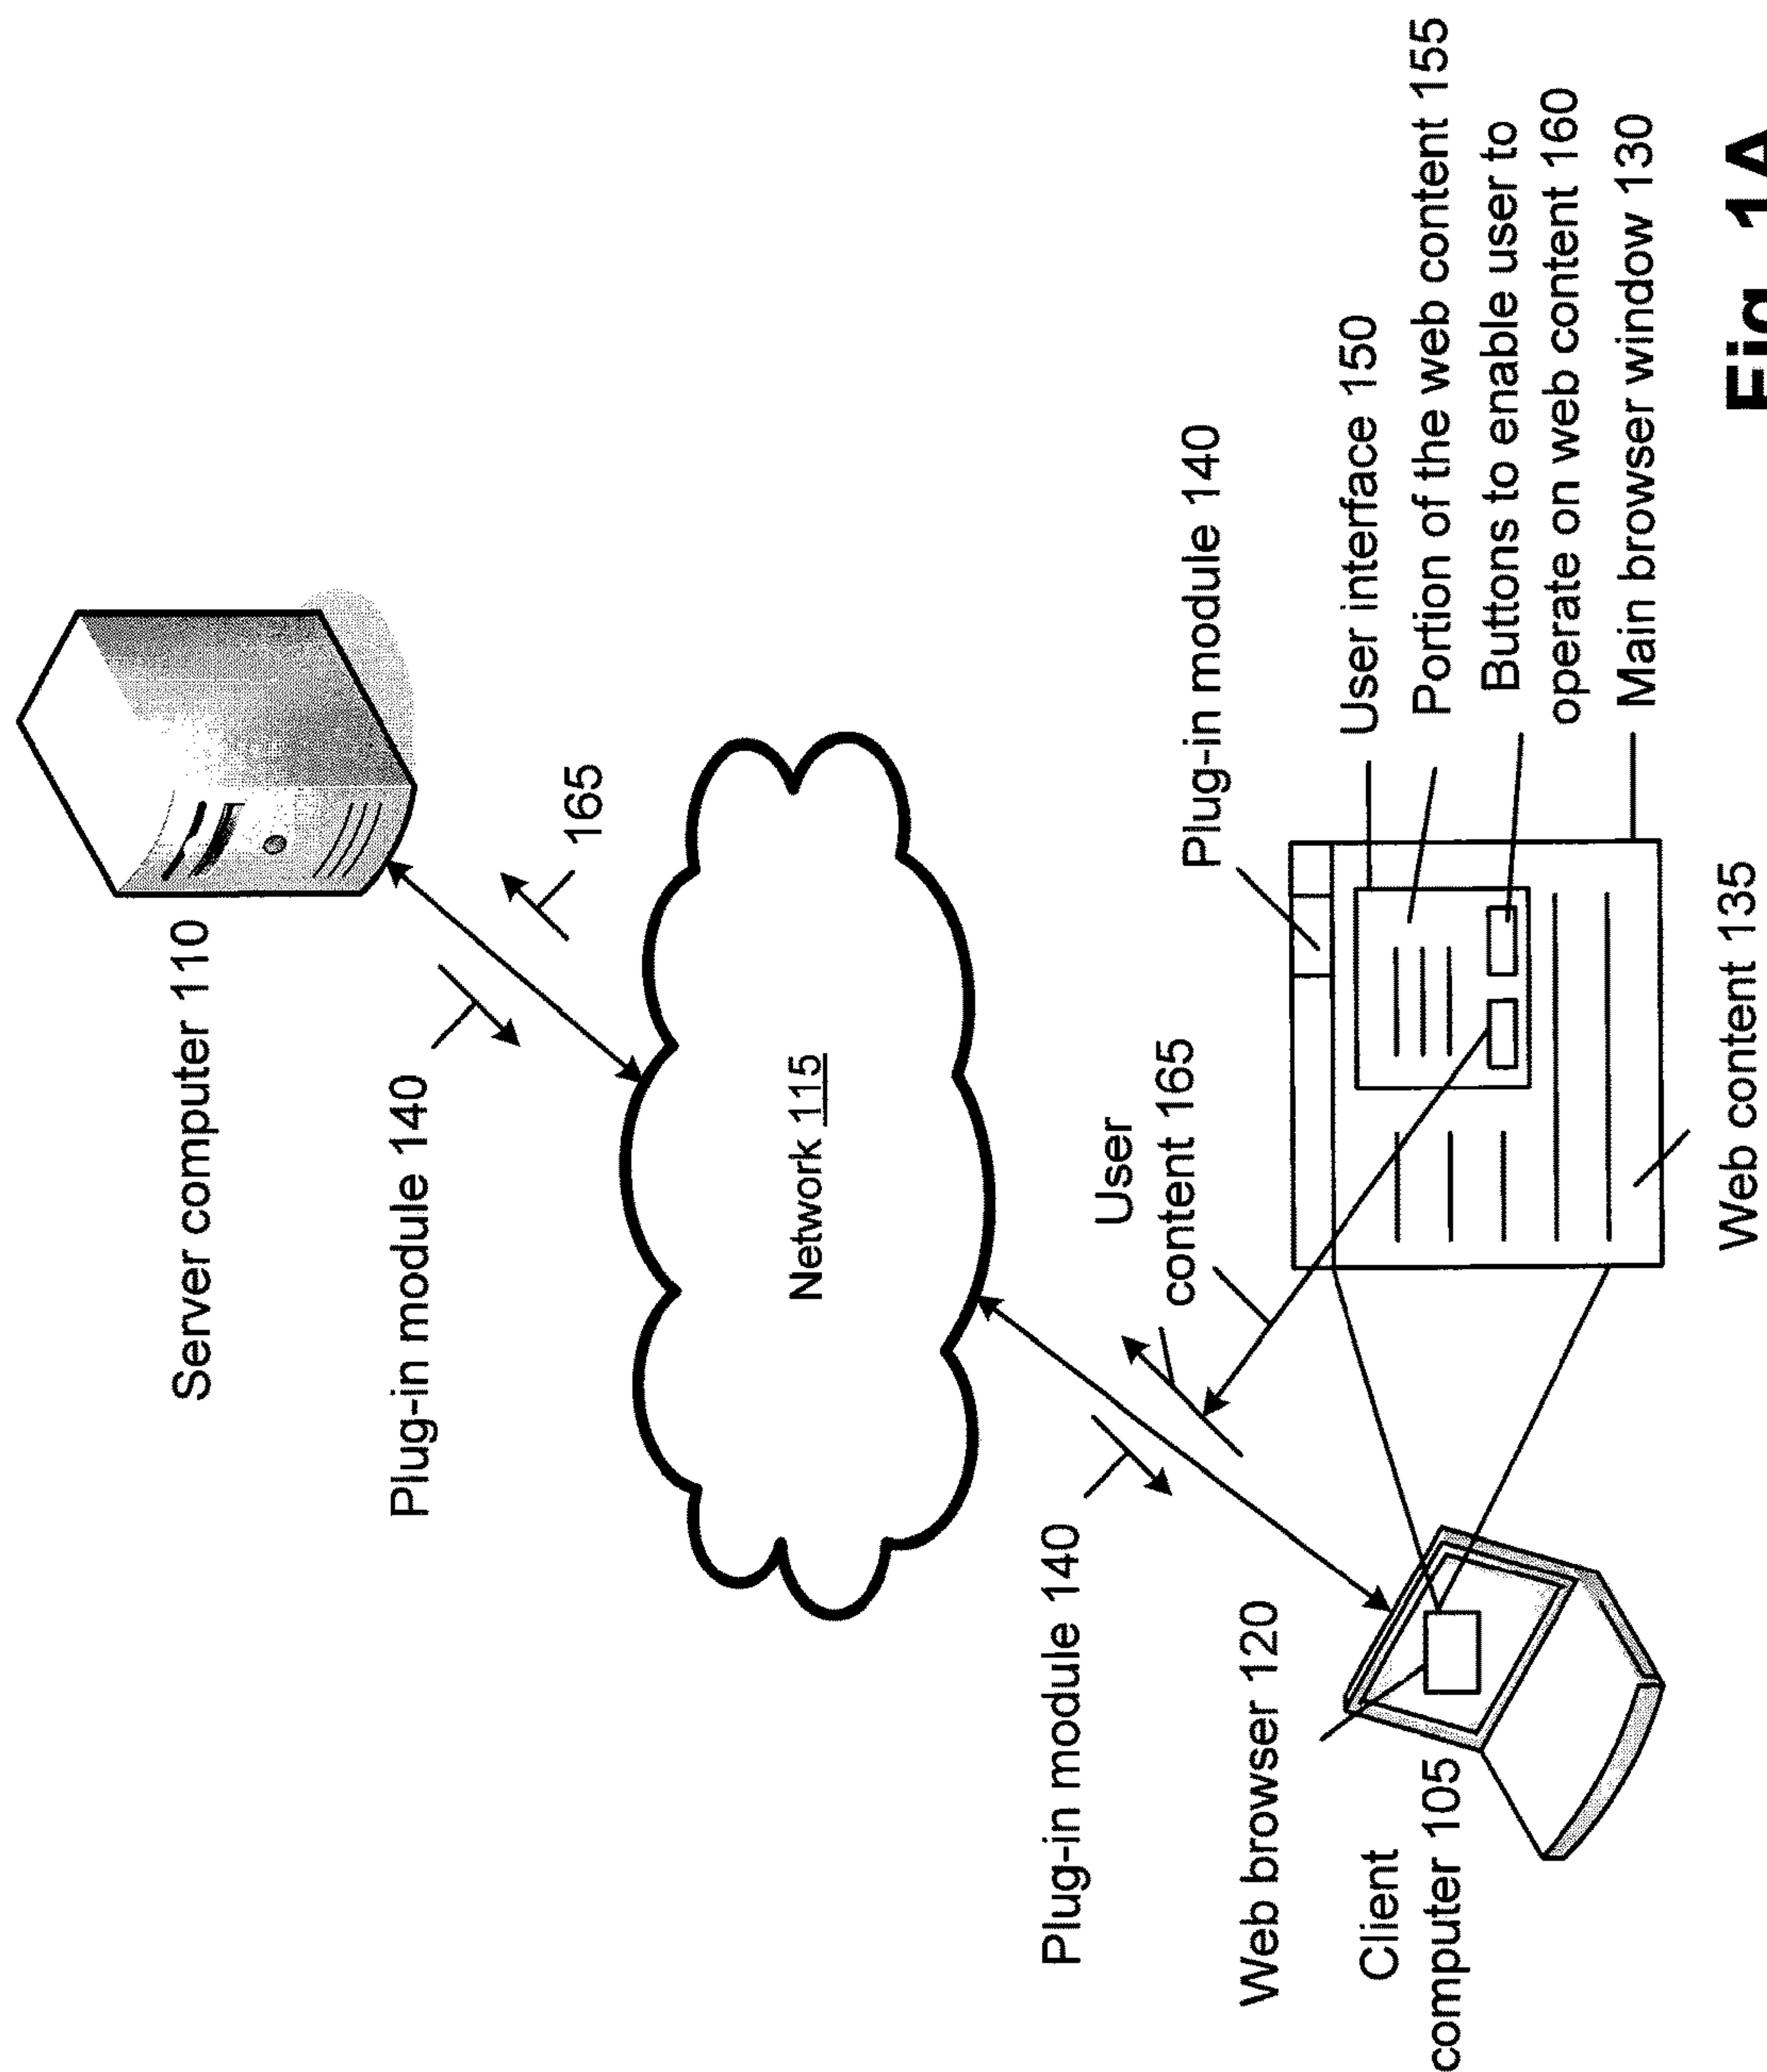 Server computer 110
Plug-in module 140
165
Network 115
Plug-in module 140
User
content 165
Plug-in module 140
Web browser 120
Client
computer 105
User interface 150
Portion of the web content 155
Buttons to enable user to
operate on web content 160
Main browser window 130
Web content 135
Fig. 1A